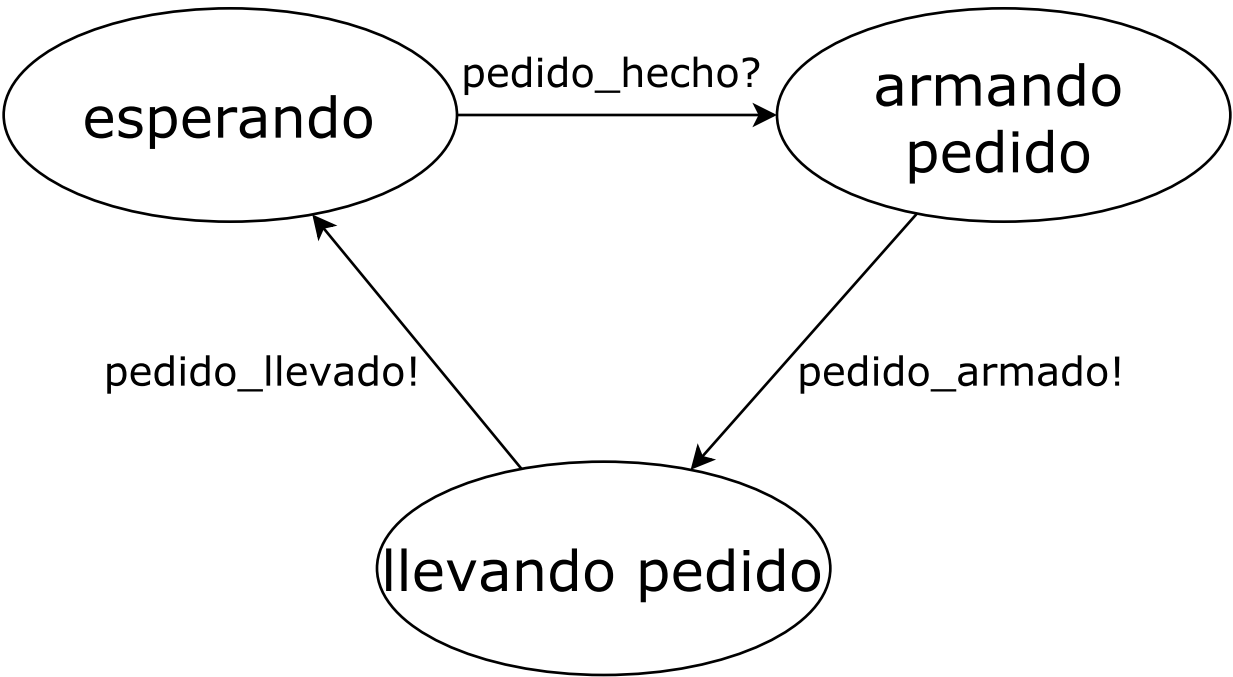 pedido_hecho?
esperando
armando
pedido
pedido_llevado!
pedido_armado!
llevando pedido